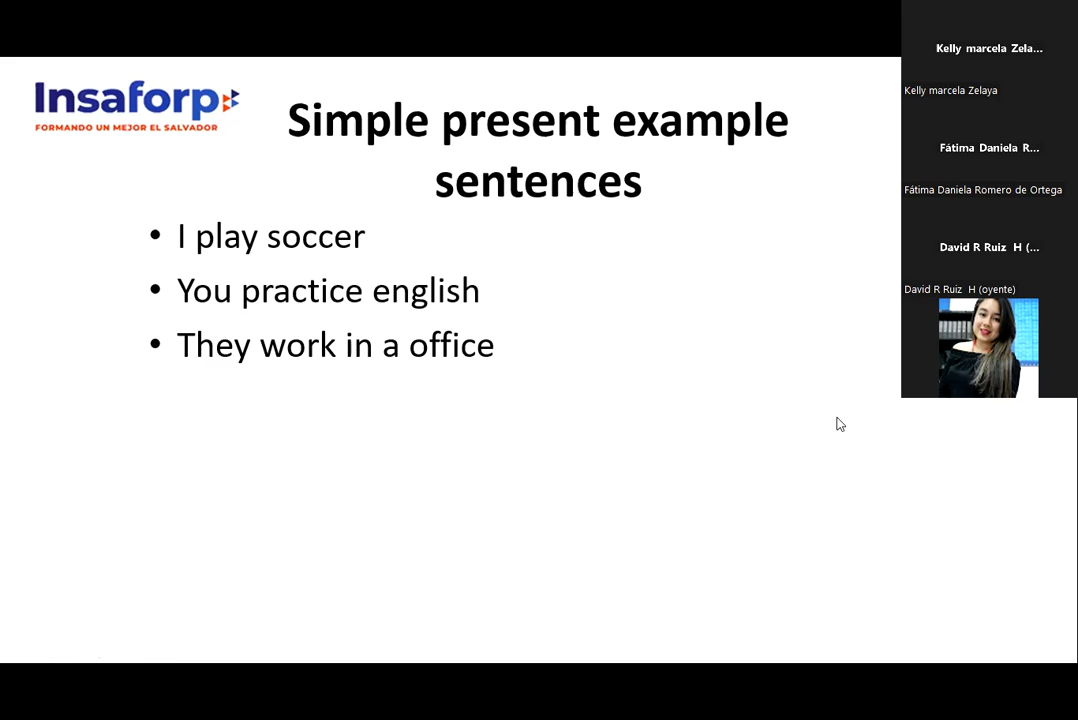 Insaforp
FORMANDO UN MEJOR EL SALVADOR
Simple present example
sentences
• I play soccer
• You practice english
• They work in a office
Kelly marcela Zela...
Kelly marcela Zelaya
Fátima Daniela R...
Fátima Daniela Romero de Ortega
David R Ruiz H (...
David R Ruiz H (oyente)